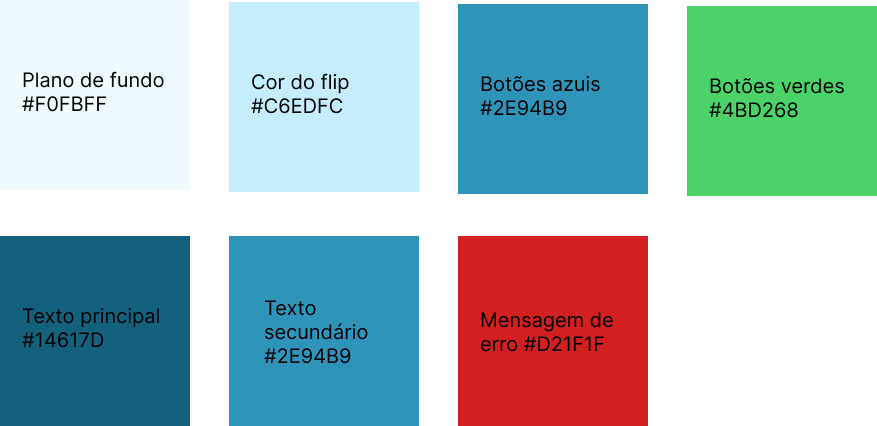 Plano de fundo
#F0FBFF
Cor do flip
#C6EDFC
Botões azuis
#2E94B9
Botões verdes
#4BD268
Texto principal
#14617D
Texto
secundário
#2E94B9
Mensagem de
erro #D21F1F